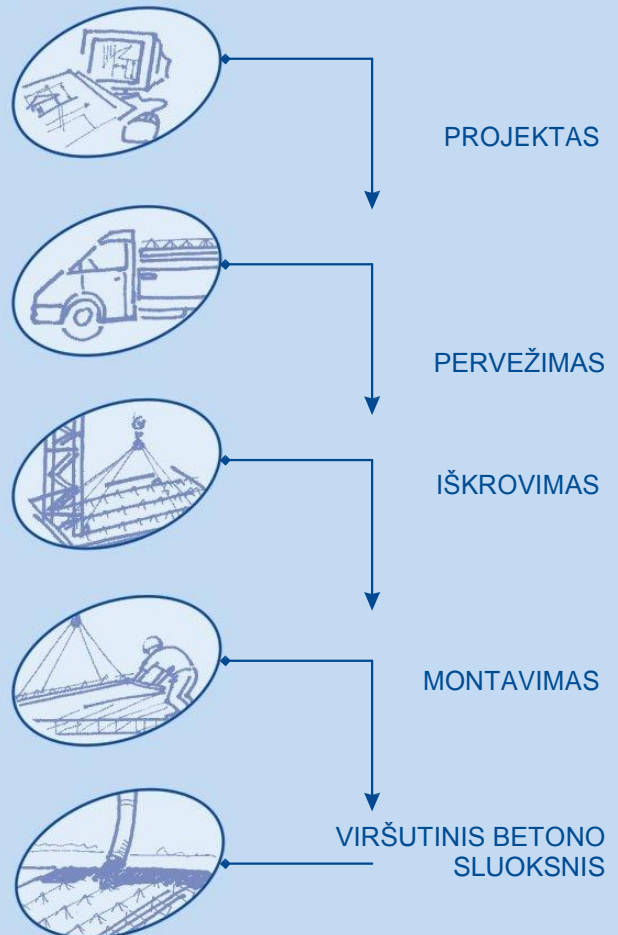 PROJEKTAS
PERVEŽIMAS
IŠKROVIMAS
MONTAVIMAS
VIRŠUTINIS BETONO
SLUOKSNIS